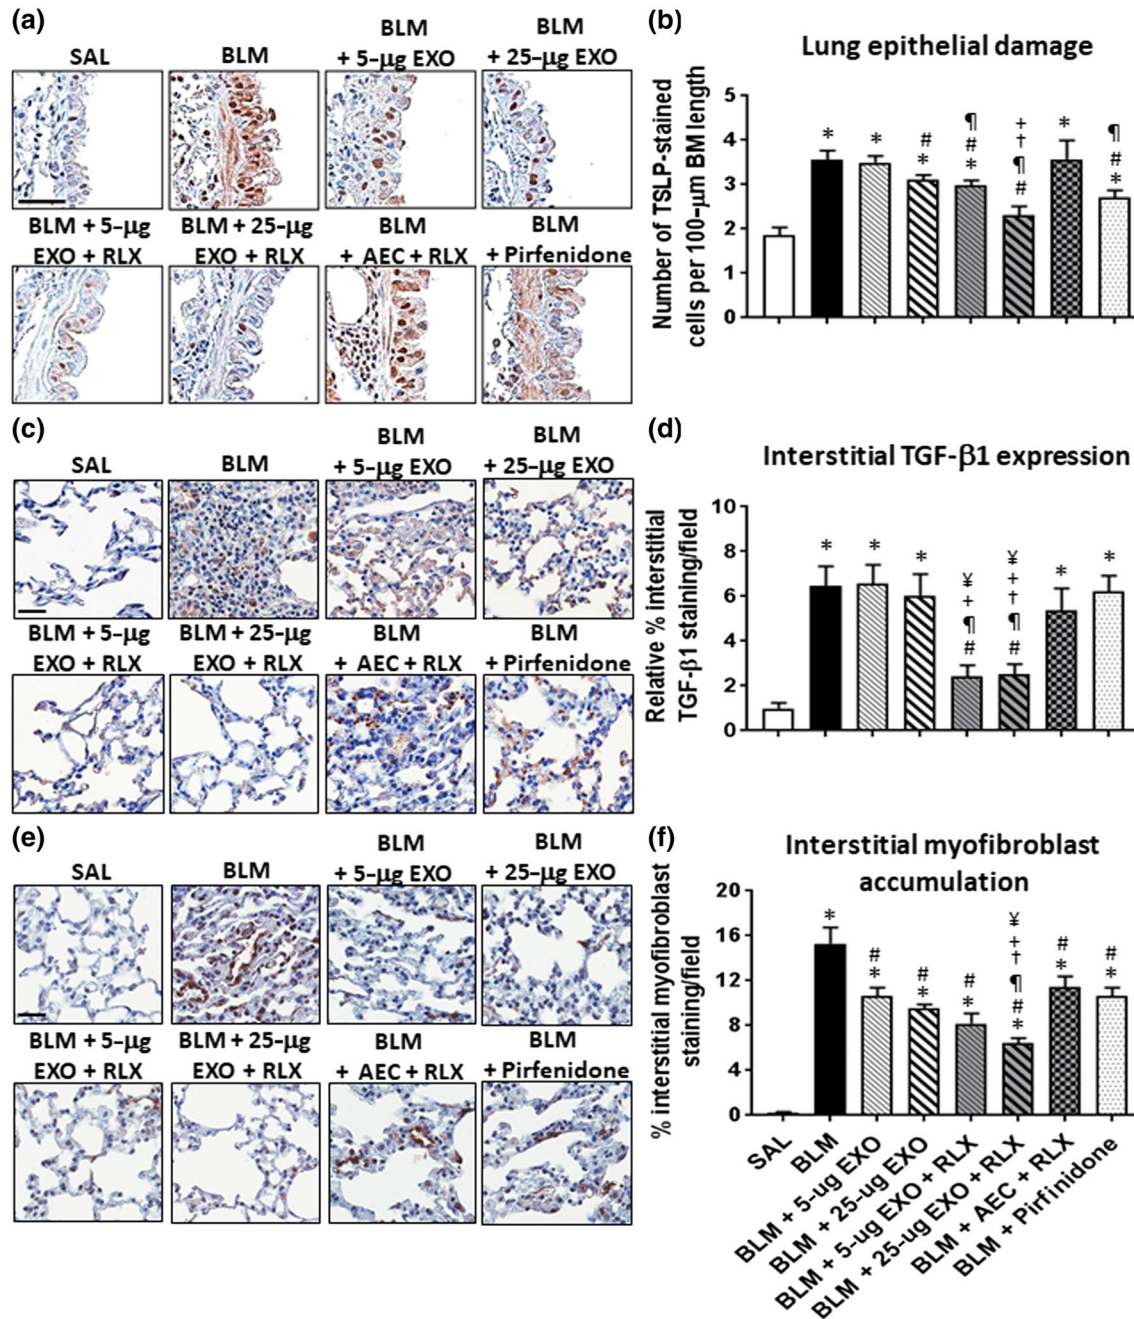 (a)
BLM
BLM
SAL
BLM
+ 5-µg EXO
+ 25-µg EXO
BLM + 5-µg
BLM + 25-µg
BLM
BLM
EXO + RLX
EXO + RLX
+ AEC + RLX
+ Pirfenidone
(b)
Lung epithelial damage
Number of TSLP-stained
cells per 100-µm BM length
5
4
3
2
1
0
*
*
#
*
¶
#
*
+
†
¶
#
*
¶
#
*
(c)
BLM
BLM
SAL
BLM
+ 5-µg EXO
+ 25-µg EXO
BLM + 5-µg
BLM + 25-µg
BLM
BLM
EXO + RLX
EXO + RLX
+ AEC + RLX
+ Pirfenidone
(d)
Interstitial TGF-β1 expression
Relative % interstitial
TGF-β1 staining/field
10
8
6
4
2
0
*
*
*
¥
+
¶
#
¥
+
†
¶
#
*
*
(e)
BLM
BLM
SAL
BLM
+ 5-µg EXO
+ 25-µg EXO
BLM + 5-µg
BLM + 25-µg
BLM
BLM
EXO + RLX
EXO + RLX
+ AEC + RLX
+ Pirfenidone
(f)
Interstitial myofibroblast
accumulation
% interstitial myofibroblast
staining/field
20
16
12
8
4
0
*
#
*
#
*
#
*
¥
+
†
¶
#
*
#
*
#
*
SAL
BLM
BLM + 5-ug EXO
BLM + 25-ug EXO
BLM + 5-ug EXO + RLX
BLM + 25-ug EXO + RLX
BLM + AEC + RLX
BLM + Pirfinidone